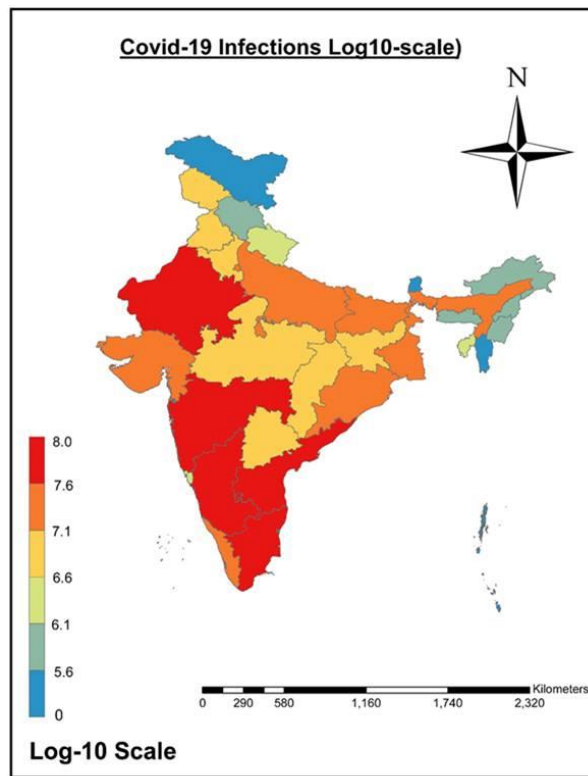 Covid-19 Infections Log10-scale)
N
8.0
7.6
7.1
6.6
6.1
5.6
0
Kilometers
0 290 580 1,160 1,740 2,320
Log-10 Scale